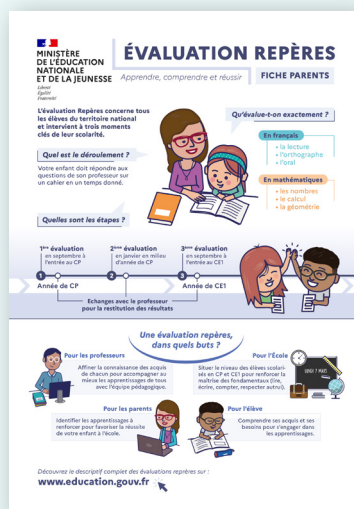 MINISTÈRE
DE L'ÉDUCATION
NATIONALE
ET DE LA JEUNESSE
Liberté
Égalité
Fraternité
ÉVALUATION REPÈRES
Apprendre, comprendre et réussir
FICHE PARENTS
L'évaluation Repères concerne tous
les élèves du territoire national
et intervient à trois moments
clés de leur scolarité.
Quel est le déroulement ?
Votre enfant doit répondre aux
questions de son professeur sur
un cahier en un temps donné.
Quelles sont les étapes ?
Qu'évalue-t-on exactement ?
En français
• la lecture
• l'orthographe
• l'oral
En mathématiques
• les nombres
• le calcul
• la géométrie
1ère évaluation
en septembre à
l'entrée au CP
2ème évaluation
en janvier en milieu
d'année de CP
3ème évaluation
en septembre à
l'entrée au CE1
1
2
3
Année de CP
Année de CE1
Echanges avec le professeur
pour la restitution des résultats
Une évaluation repères,
dans quels buts ?
Pour les professeurs
Affiner la connaissance des acquis
de chacun pour accompagner au
mieux les apprentissages de tous
avec l'équipe pédagogique.
Pour l'École
Situer le niveau des élèves scolari-
sés en CP et CE1 pour renforcer la
maîtrise des fondamentaux (lire,
écrire, compter, respecter autrui).
LUNDI 7 MARS
Pour les parents
Identifier les apprentissages à
renforcer pour favoriser la réussite
de votre enfant à l'école.
Pour l'élève
Comprendre ses acquis et ses
besoins pour s'engager dans
les apprentissages.
Découvrez le descriptif complet des évaluations reprères sur :
www.education.gouv.fr